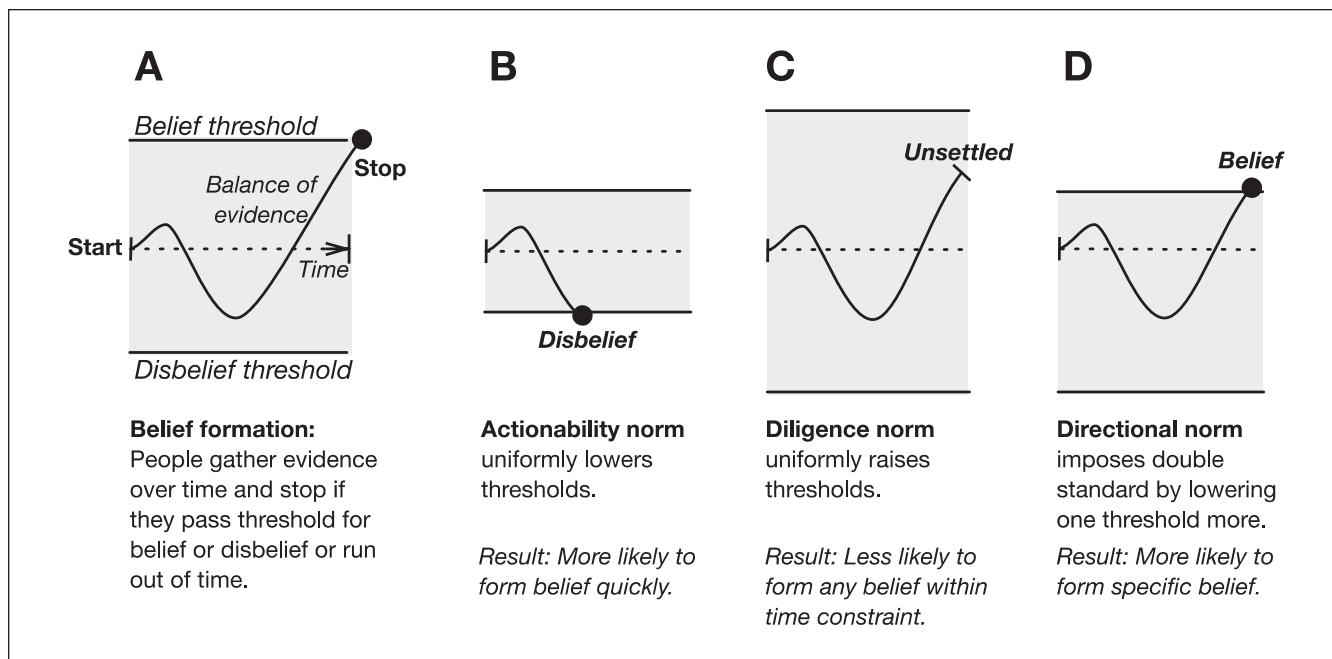 A
Belief threshold
Stop
Balance of
evidence
Start
Time
Disbelief threshold
Belief formation:
People gather evidence
over time and stop if
they pass threshold for
belief or disbelief or run
out of time.
B
Disbelief
Actionability norm
uniformly lowers
thresholds.
Result: More likely to
form belief quickly.
C
Unsettled
Diligence norm
uniformly raises
thresholds.
Result: Less likely to
form any belief within
time constraint.
D
Belief
Directional norm
imposes double
standard by lowering
one threshold more.
Result: More likely to
form specific belief.